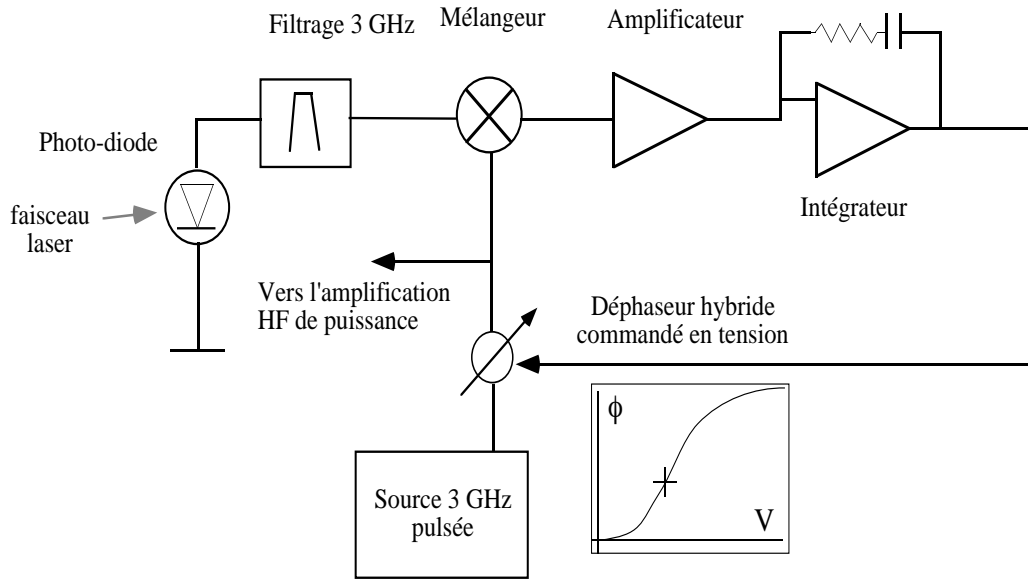 Filtrage 3 GHz
Mélangeur
Amplificateur
Photo-diode
faisceau
laser
Intégrateur
Vers l'amplification
HF de puissance
Déphaseur hybride
commandé en tension
ϕ
V
Source 3 GHz
pulsée